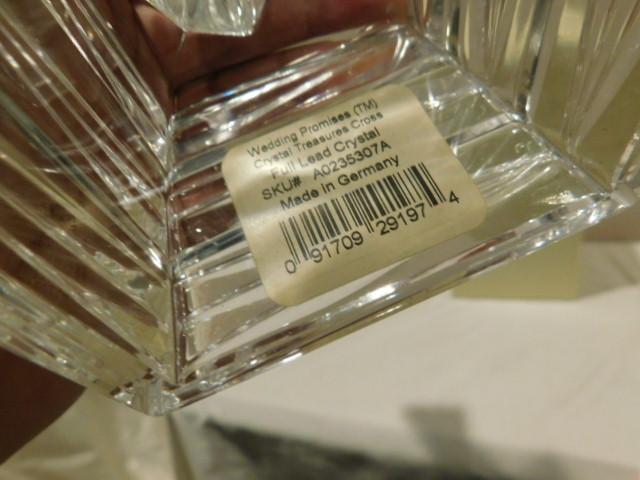 Wedding Promises (TM)
Crystal Treasures Cross
Full Lead Crystal
SKU# A0235307A
Made in Germany
0 91709 29197 4